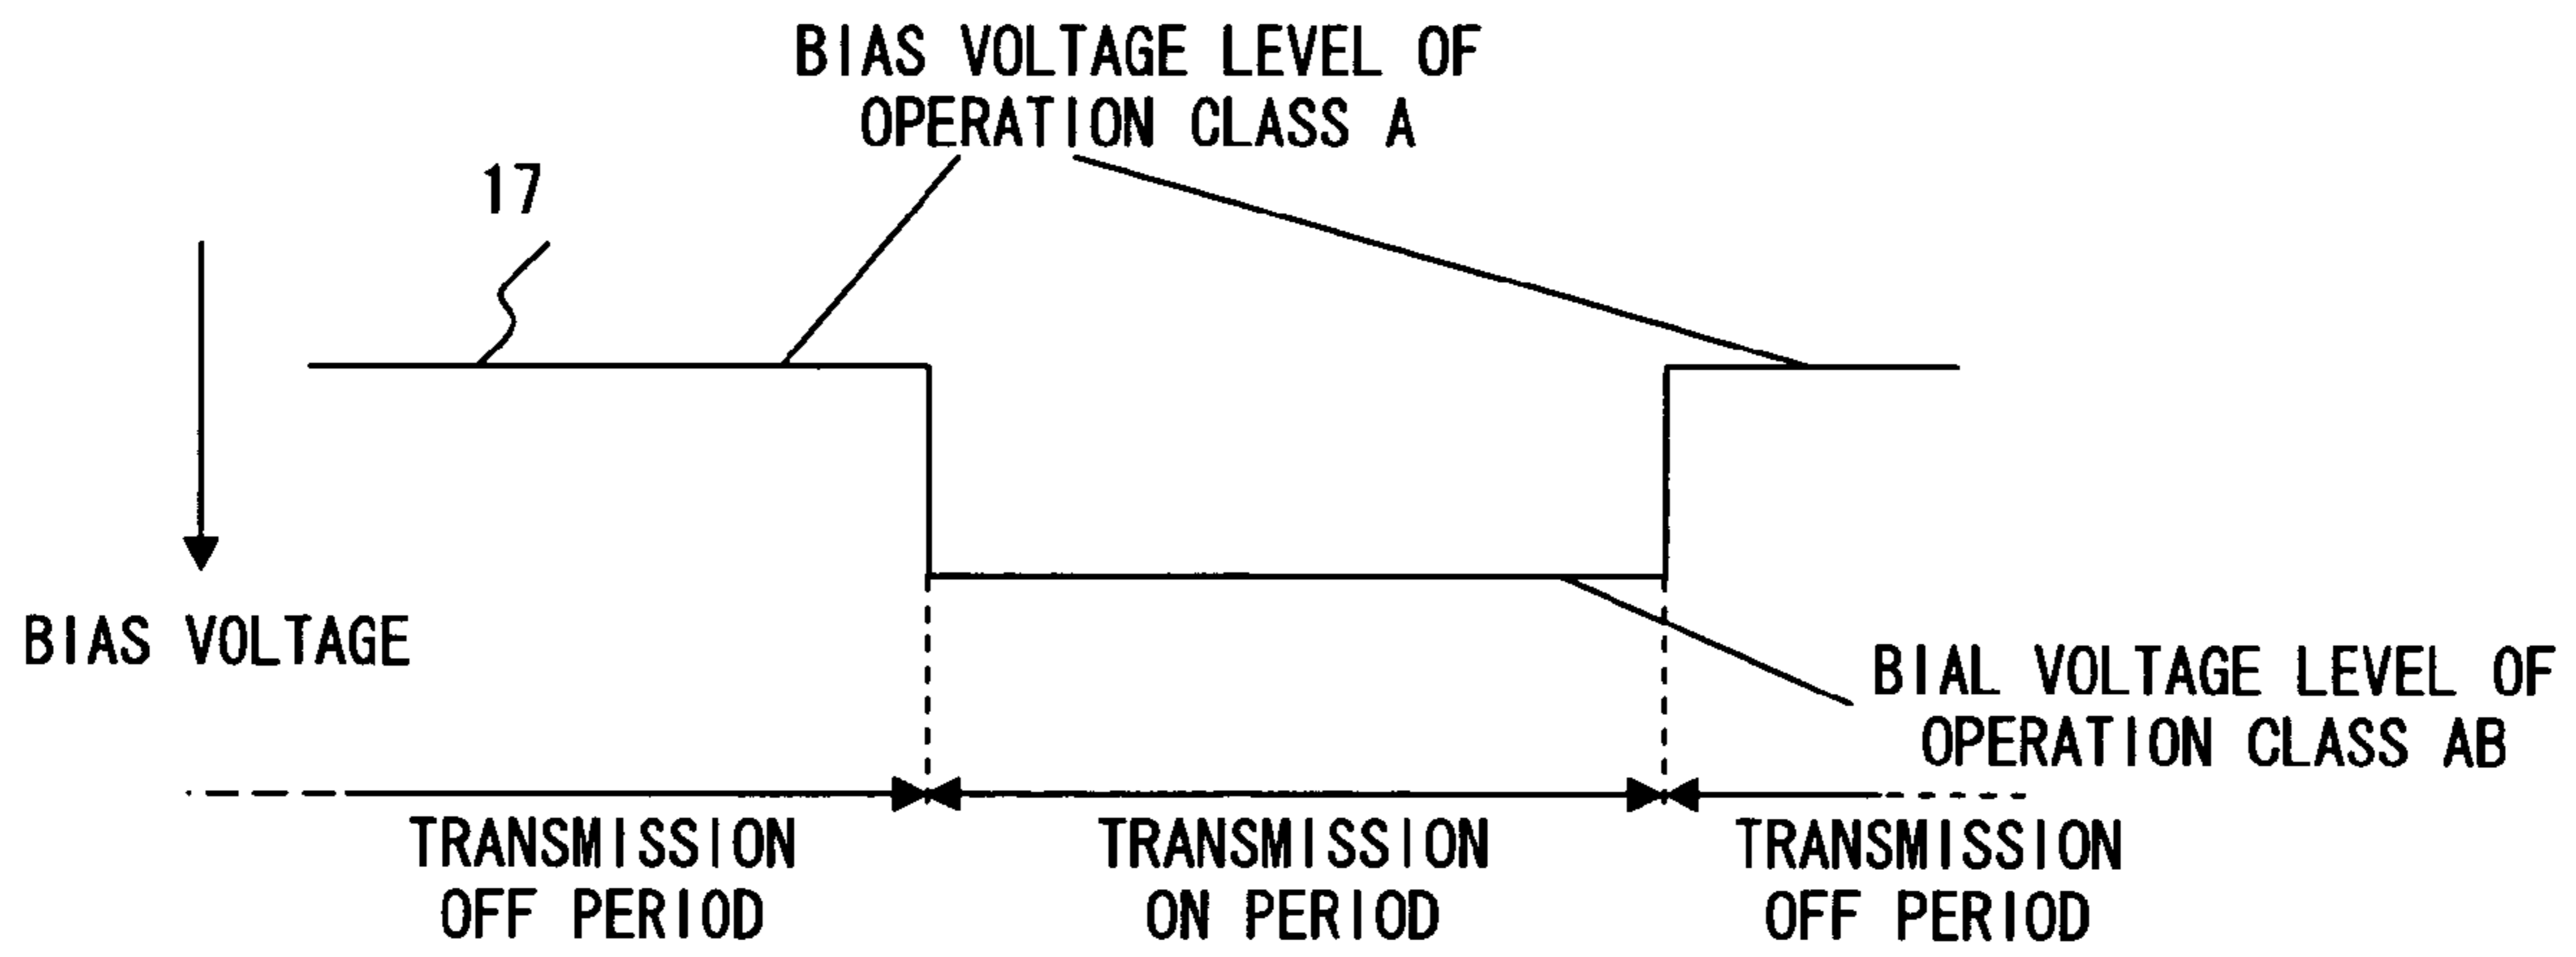 BIAS VOLTAGE LEVEL OF
OPERATION CLASS A
17
BIAS VOLTAGE
BIAL VOLTAGE LEVEL OF
OPERATION CLASS AB
TRANSMISSION
OFF PERIOD
TRANSMISSION
ON PERIOD
TRANSMISSION
OFF PERIOD